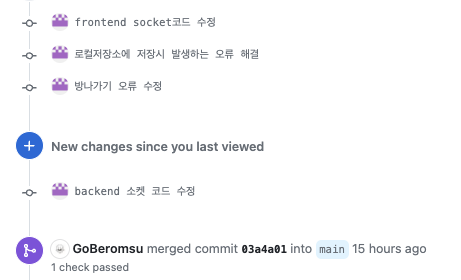 frontend socket코드 수정
로컬저장소에 저장시 발생하는 오류 해결
방나가기 오류 수정
New changes since you last viewed
backend 소켓 코드 수정
GoBeromsu merged commit 03a4a01 into main 15 hours ago
1 check passed